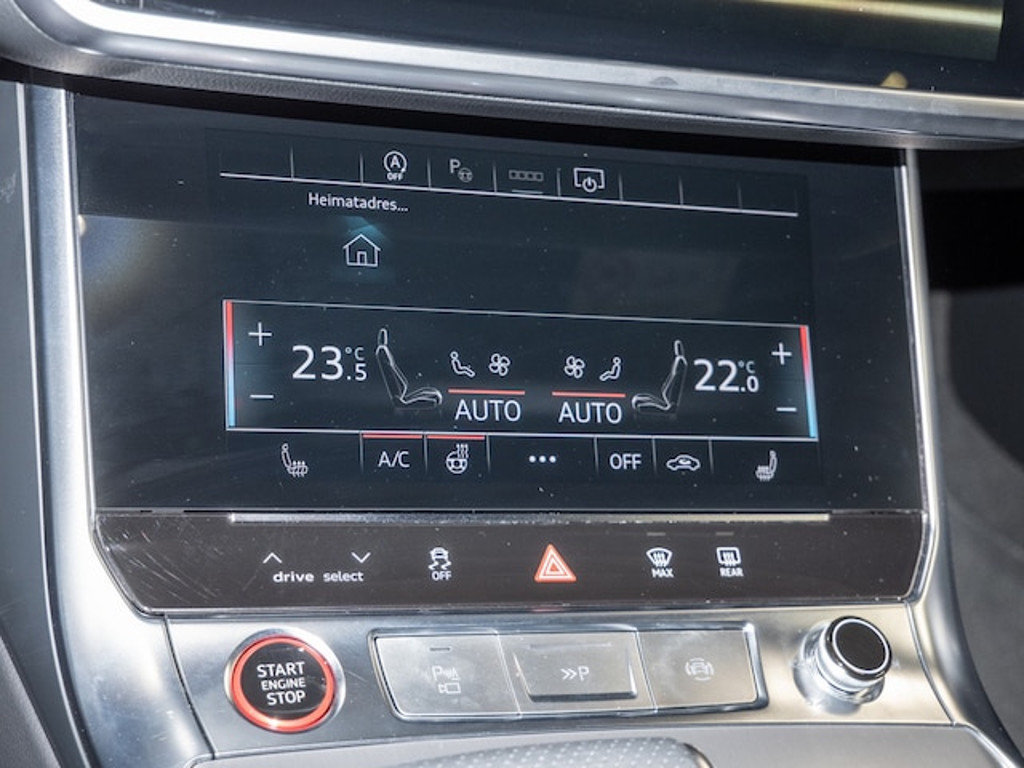 A
OFF
P
Heimatadres...
+ +
23.5°C 22.0°C
- -
AUTO AUTO
A/C ... OFF
drive select OFF MAX REAR
START
ENGINE
STOP
P
>>P